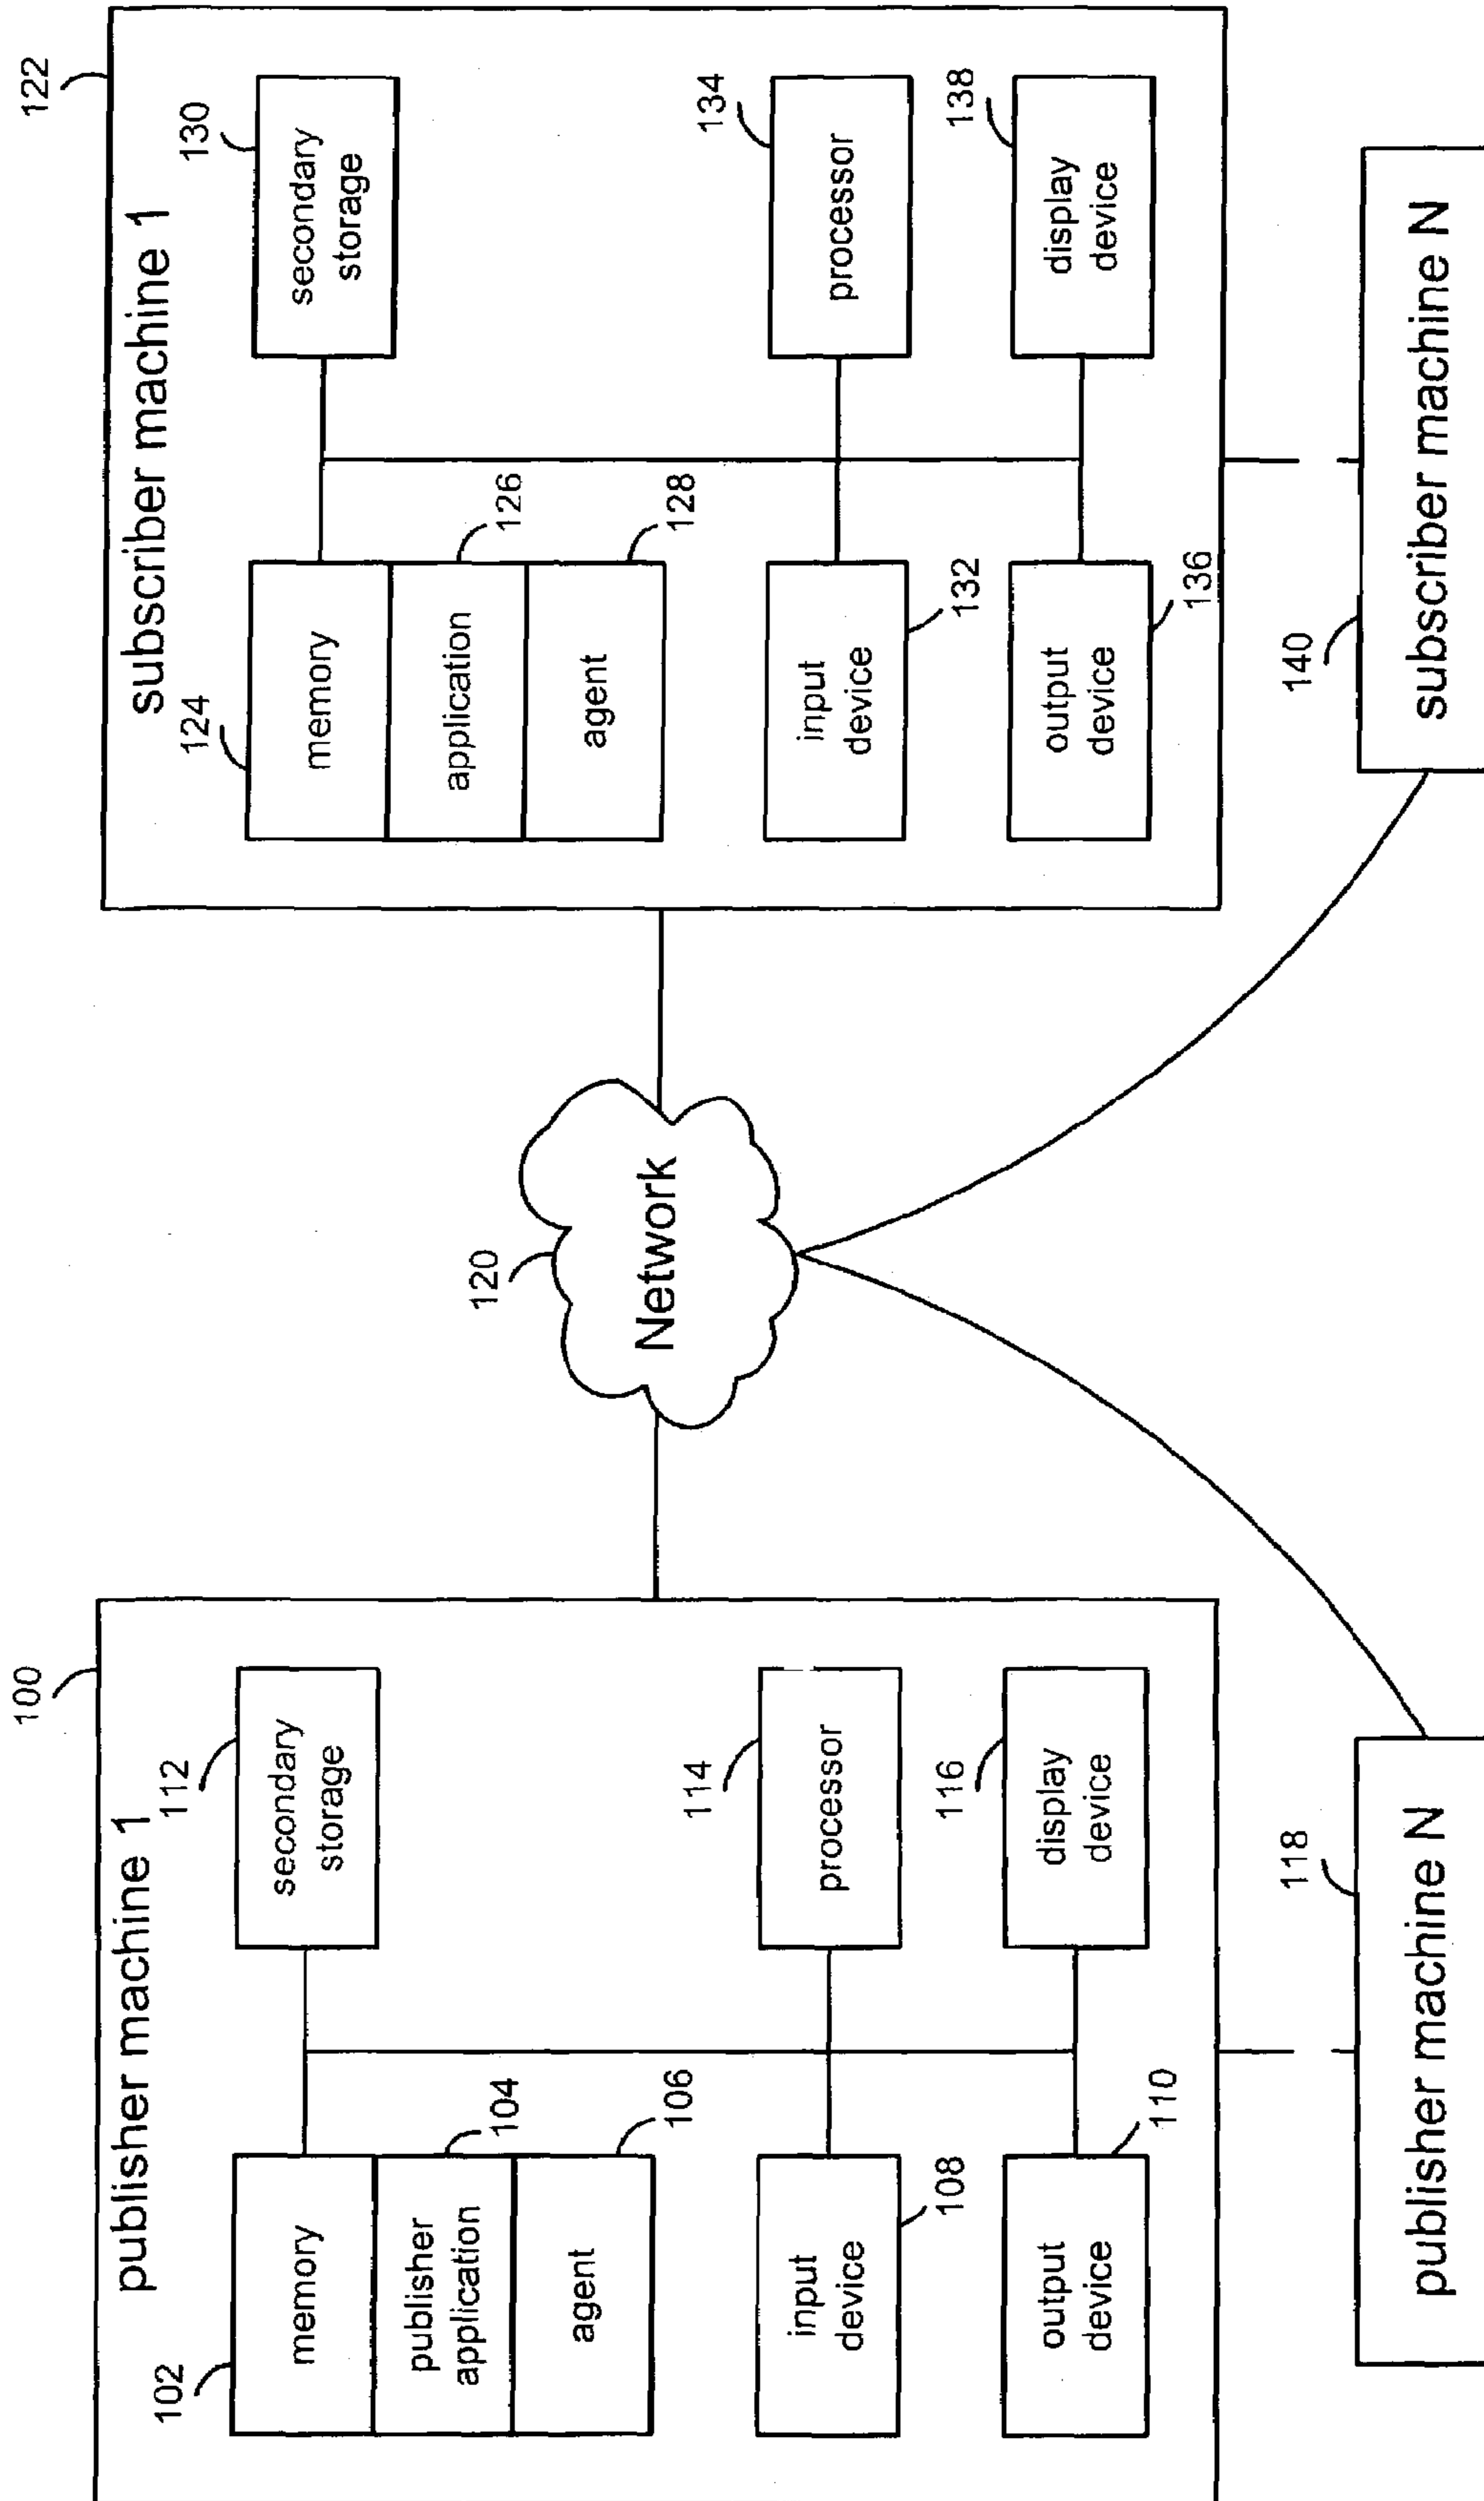 100
publisher machine 1
102
memory
104
publisher
application
106
agent
112
secondary
storage
108
input
device
114
processor
110
output
device
116
display
device
118
publisher machine N
120
Network
122
subscriber machine 1
124
memory
126
application
128
agent
130
secondary
storage
132
input
device
134
processor
136
output
device
138
display
device
140
subscriber machine N